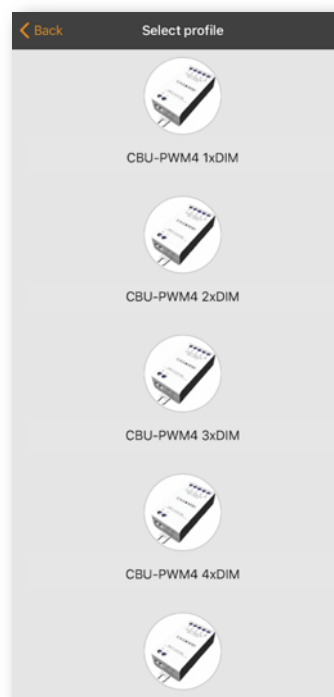 Back
Select profile
CBU-PWM4 1xDIM
CBU-PWM4 2xDIM
CBU-PWM4 3xDIM
CBU-PWM4 4xDIM